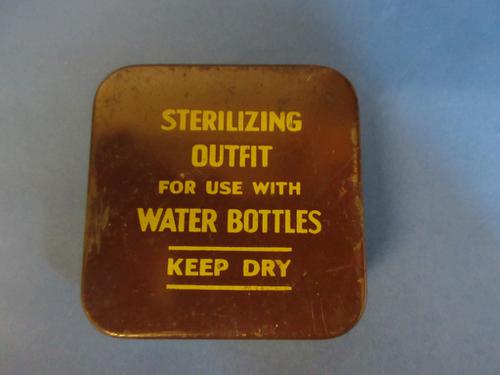 STERILIZING
OUTFIT
FOR USE WITH
WATER BOTTLES
KEEP DRY